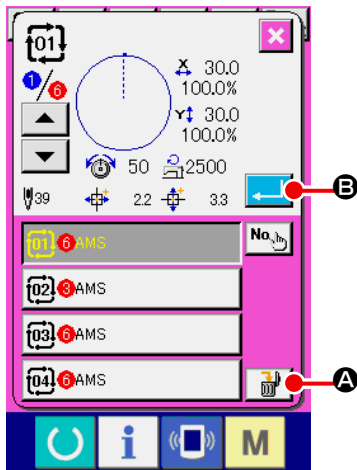 01
1/6
X 30.0
100.0%
Y 30.0
100.0%
50 2500
39 2.2 3.3
B
01 6 AMS
No.
02 3 AMS
03 6 AMS
04 6 AMS
A
i M